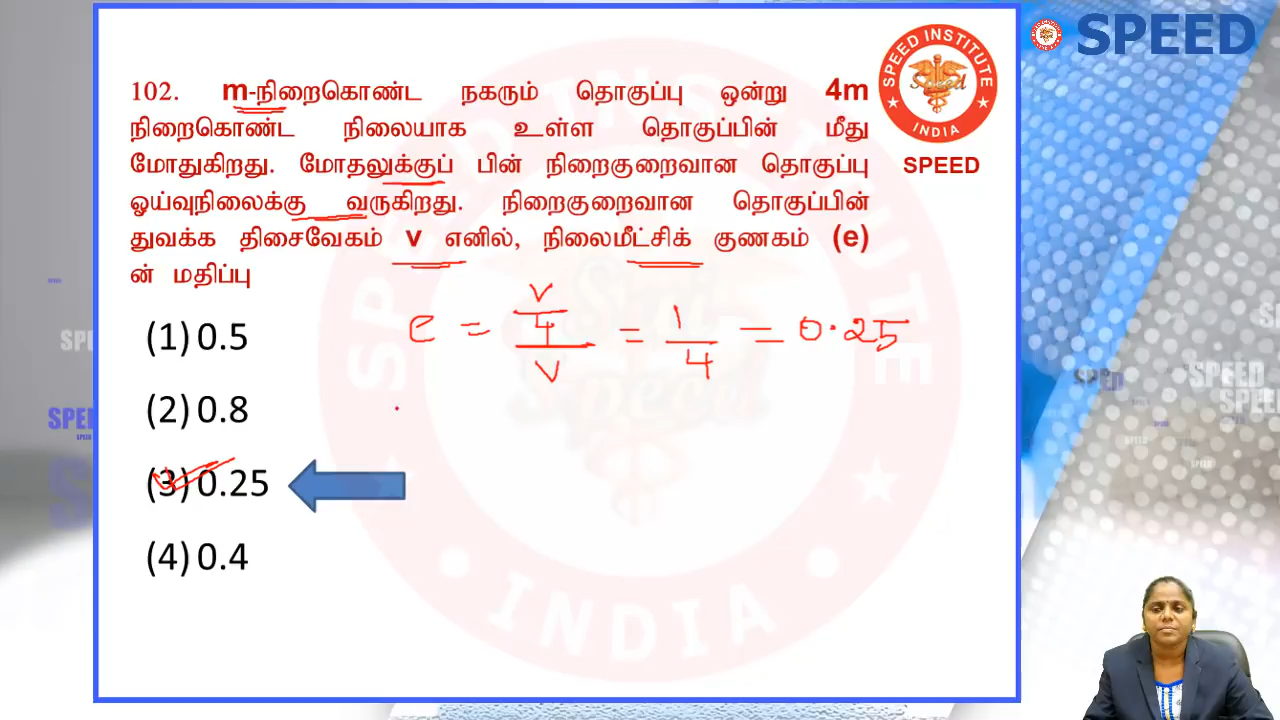 SPEED
SPEED INSTITUTE
Speed
INDIA
SPEED
102. m-நிறைகொண்ட நகரும் தொகுப்பு ஒன்று 4m
நிறைகொண்ட நிலையாக உள்ள தொகுப்பின் மீது
மோதுகிறது. மோதலுக்குப் பின் நிறைகுறைவான தொகுப்பு
ஓய்வுநிலைக்கு வருகிறது. நிறைகுறைவான தொகுப்பின்
துவக்க திசைவேகம் v எனில், நிலைமீட்சிக் குணகம் (e)
ன் மதிப்பு
e = v/4 / v = 1/4 = 0.25
(1) 0.5
(2) 0.8
(3) 0.25
(4) 0.4